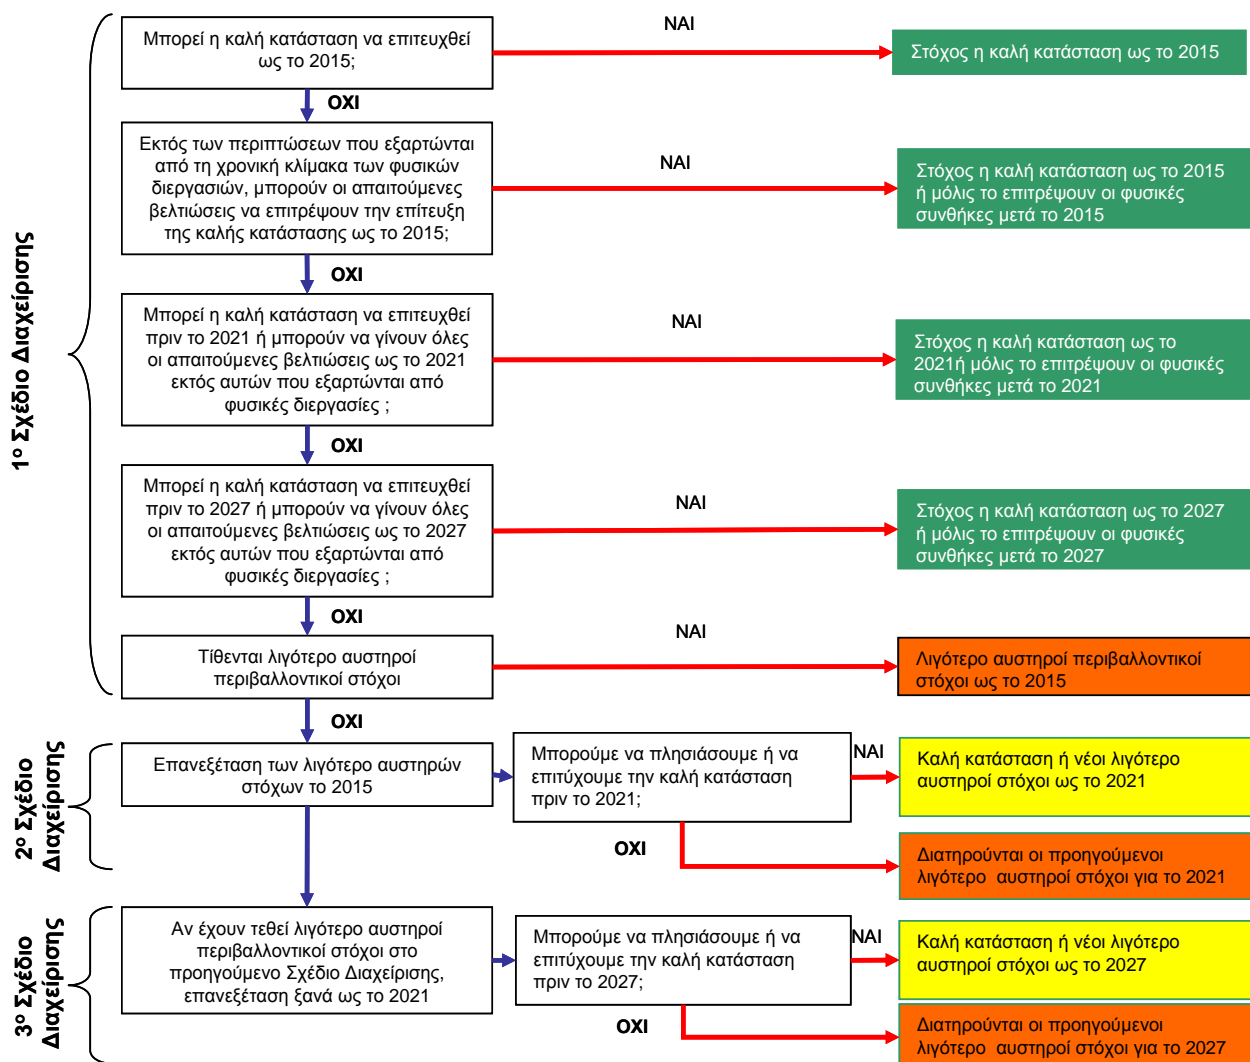 1ο Σχέδιο Διαχείρισης
Μπορεί η καλή κατάσταση να επιτευχθεί
ως το 2015;
ΝΑΙ
Στόχος η καλή κατάσταση ως το 2015
ΟΧΙ
Εκτός των περιπτώσεων που εξαρτώνται
από τη χρονική κλίμακα των φυσικών
διεργασιών, μπορούν οι απαιτούμενες
βελτιώσεις να επιτρέψουν την επίτευξη
της καλής κατάστασης ως το 2015;
ΝΑΙ
Στόχος η καλή κατάσταση ως το 2015
ή μόλις το επιτρέψουν οι φυσικές
συνθήκες μετά το 2015
ΟΧΙ
Μπορεί η καλή κατάσταση να επιτευχθεί
πριν το 2021 ή μπορούν να γίνουν όλες
οι απαιτούμενες βελτιώσεις ως το 2021
εκτός αυτών που εξαρτώνται από
φυσικές διεργασίες ;
ΝΑΙ
Στόχος η καλή κατάσταση ως το
2021ή μόλις το επιτρέψουν οι φυσικές
συνθήκες μετά το 2021
ΟΧΙ
Μπορεί η καλή κατάσταση να επιτευχθεί
πριν το 2027 ή μπορούν να γίνουν όλες
οι απαιτούμενες βελτιώσεις ως το 2027
εκτός αυτών που εξαρτώνται από
φυσικές διεργασίες ;
ΝΑΙ
Στόχος η καλή κατάσταση ως το 2027
ή μόλις το επιτρέψουν οι φυσικές
συνθήκες μετά το 2027
ΟΧΙ
Τίθενται λιγότερο αυστηροί
περιβαλλοντικοί στόχοι
ΝΑΙ
Λιγότερο αυστηροί περιβαλλοντικοί
στόχοι ως το 2015
ΟΧΙ
2ο Σχέδιο
Διαχείρισης
Επανεξέταση των λιγότερο αυστηρών
στόχων το 2015
Μπορούμε να πλησιάσουμε ή να
επιτύχουμε την καλή κατάσταση
πριν το 2021;
ΝΑΙ
Καλή κατάσταση ή νέοι λιγότερο
αυστηροί στόχοι ως το 2021
ΟΧΙ
Διατηρούνται οι προηγούμενοι
λιγότερο  αυστηροί στόχοι για το 2021
3ο Σχέδιο
Διαχείρισης
Αν έχουν τεθεί λιγότερο αυστηροί
περιβαλλοντικοί στόχοι στο
προηγούμενο Σχέδιο Διαχείρισης,
επανεξέταση ξανά ως το 2021
Μπορούμε να πλησιάσουμε ή να
επιτύχουμε την καλή κατάσταση
πριν το 2027;
ΝΑΙ
Καλή κατάσταση ή νέοι λιγότερο
αυστηροί στόχοι ως το 2027
ΟΧΙ
Διατηρούνται οι προηγούμενοι
λιγότερο  αυστηροί στόχοι για το 2027